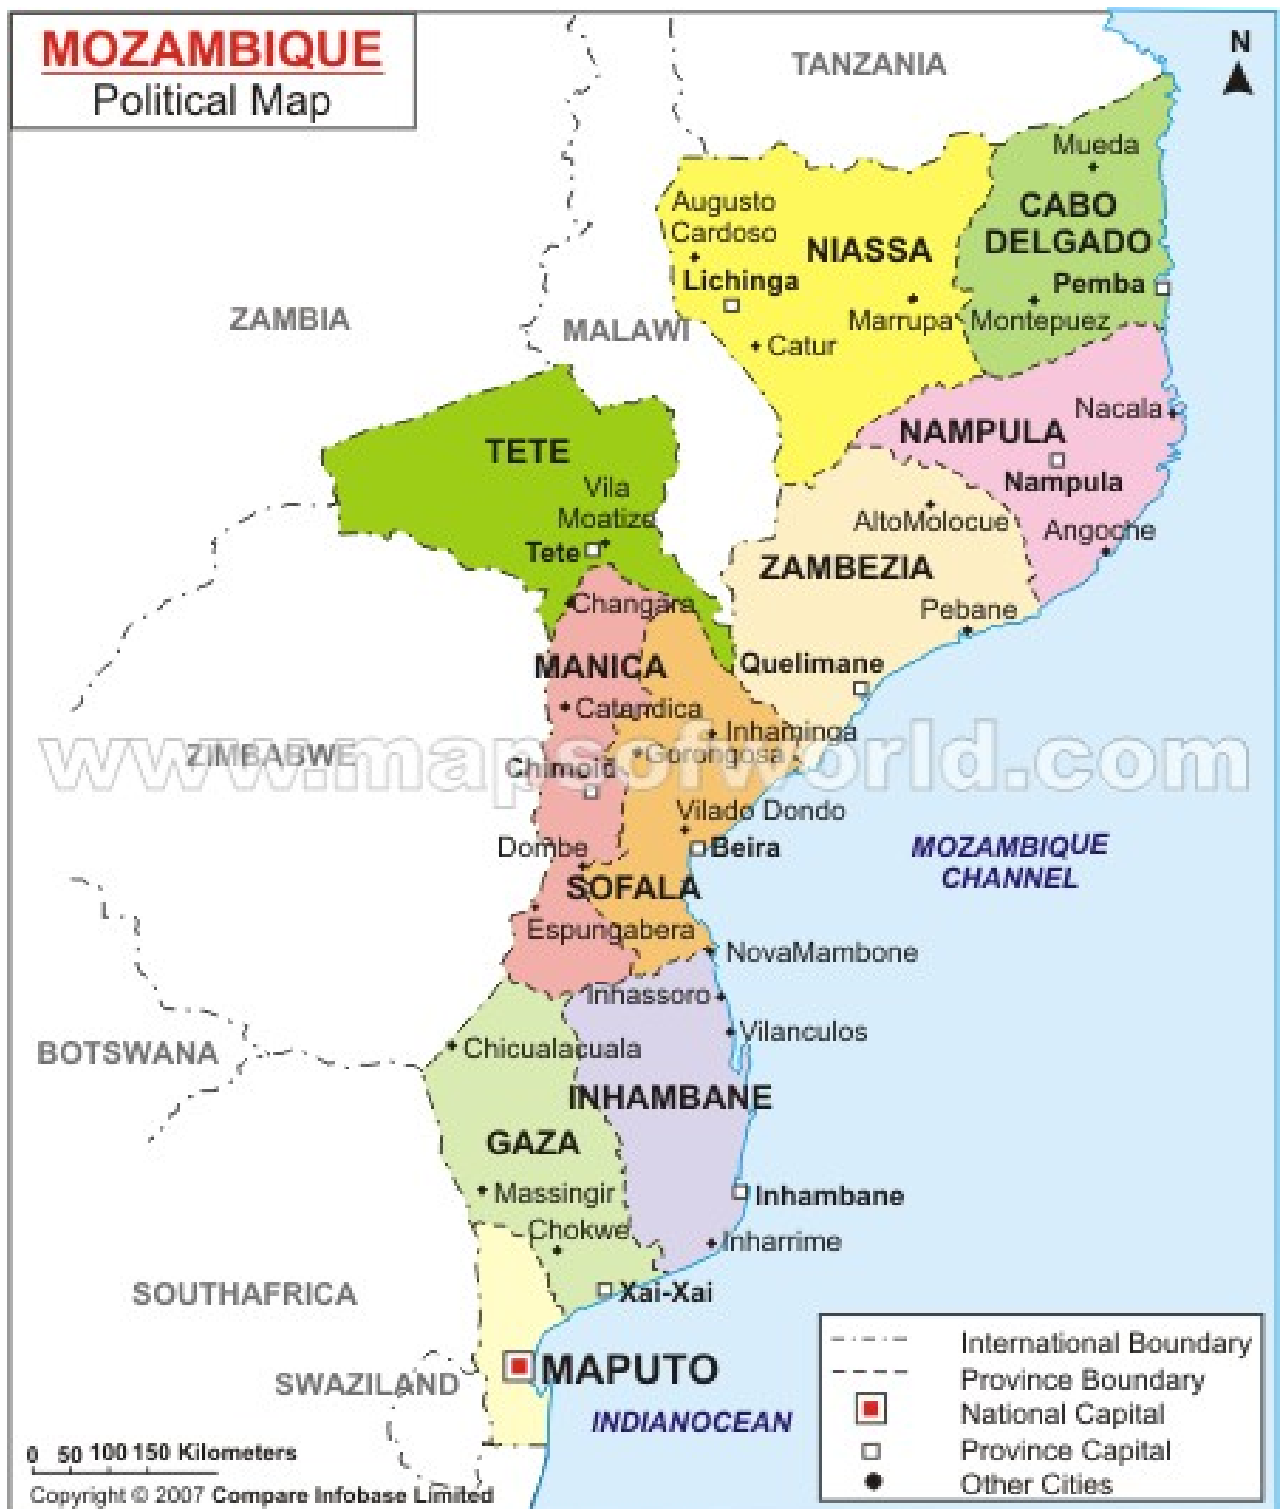 MOZAMBIQUE
Political Map
N
TANZANIA
Mueda
CABO
DELGADO
Pemba
Montepuez
Augusto
Cardoso
NIASSA
Lichinga
Marrupa
Catur
ZAMBIA
MALAWI
NAMPULA
Nacala
Nampula
Angoche
TETE
Vila
Moatize
Tete
Changara
AltoMolocue
ZAMBEZIA
Pebane
Quelimane
MANICA
Catandica
Inhaminga
Gorongosa
ZIMBABWE
www.mapsofworld.com
Chimoid
Vilado Dondo
Dombe
Beira
MOZAMBIQUE
CHANNEL
SOFALA
Espungabera
NovaMambone
Inhassoro
Vilanculos
BOTSWANA
Chicualacuala
INHAMBANE
GAZA
Massingir
Inhambane
Chokwe
Inharrime
SOUTHAFRICA
Xai-Xai
SWAZILAND
MAPUTO
INDIANOCEAN
International Boundary
Province Boundary
National Capital
Province Capital
Other Cities
0 50 100 150 Kilometers
Copyright © 2007 Compare Infobase Limited